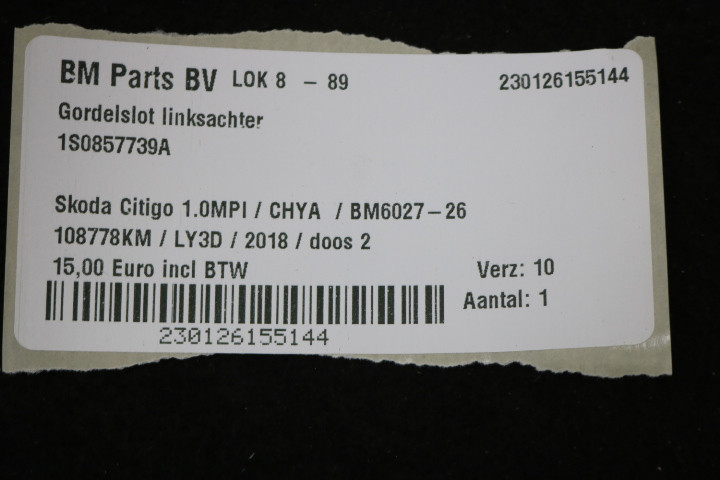 BM Parts BV LOK 8 - 89 230126155144
Gordelslot linksachter
1S0857739A
Skoda Citigo 1.0MPI / CHYA / BM6027-26
108778KM / LY3D / 2018 / doos 2
15,00 Euro incl BTW Verz: 10
Aantal: 1
230126155144